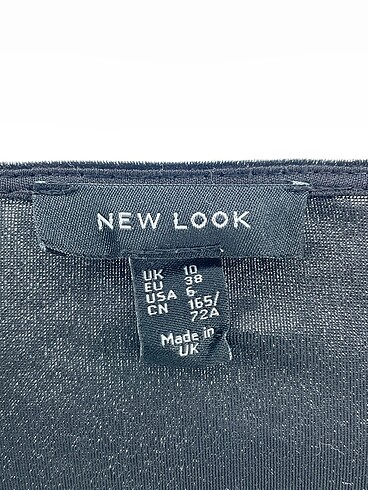 NEW LOOK
UK 10
EU 38
USA 6
CN 165/
72A
Made in
UK